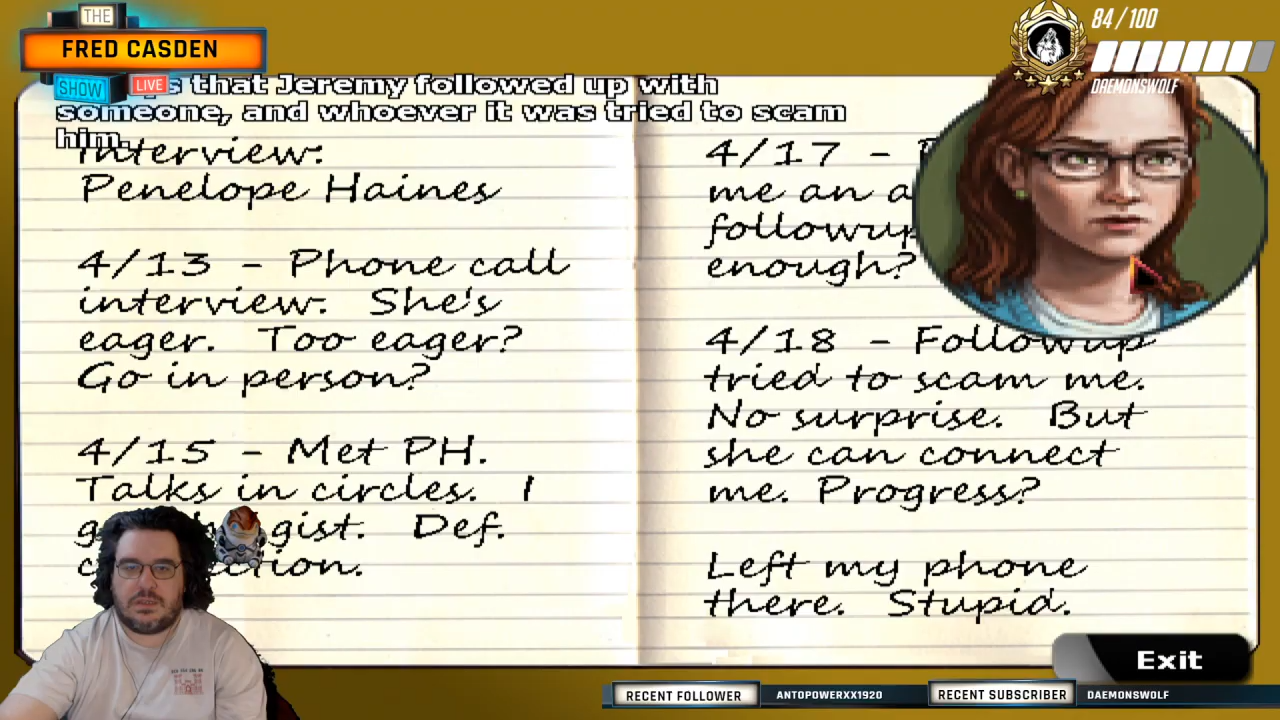 THE
FRED CASDEN
SHOW
LIVE
84/100
DAEMONSWOLF
that Jeremy followed up with
someone, and whoever it was tried to scam
him.
Interview:
Penelope Haines
4/13 - Phone call
interview. She's
eager. Too eager?
Go in person?
4/15 - Met PH.
Talks in circles. I
Def.
4/17 -
me an
enough?
4/18 - Followup
tried to scam me.
No surprise. But
she can connect
me. Progress?
Left my phone
there. Stupid.
Exit
RECENT FOLLOWER
ANTOPOWERXX1920
RECENT SUBSCRIBER
DAEMONSWOLF